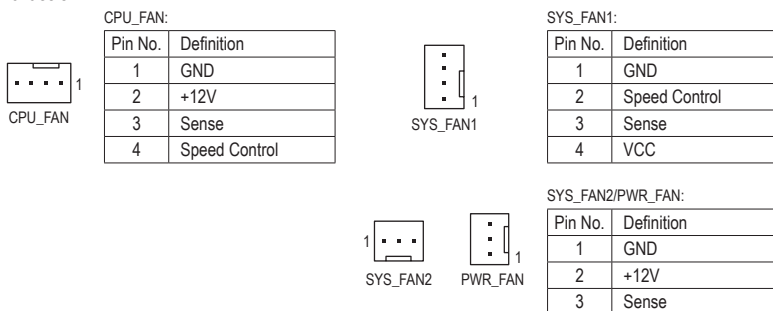 CPU_FAN:
Pin No. Definition
1 GND
2 +12V
3 Sense
4 Speed Control
1
CPU_FAN
SYS_FAN1:
Pin No. Definition
1 GND
2 Speed Control
3 Sense
4 VCC
1
SYS_FAN1
SYS_FAN2/PWR_FAN:
Pin No. Definition
1 GND
2 +12V
3 Sense
1
SYS_FAN2
1
PWR_FAN